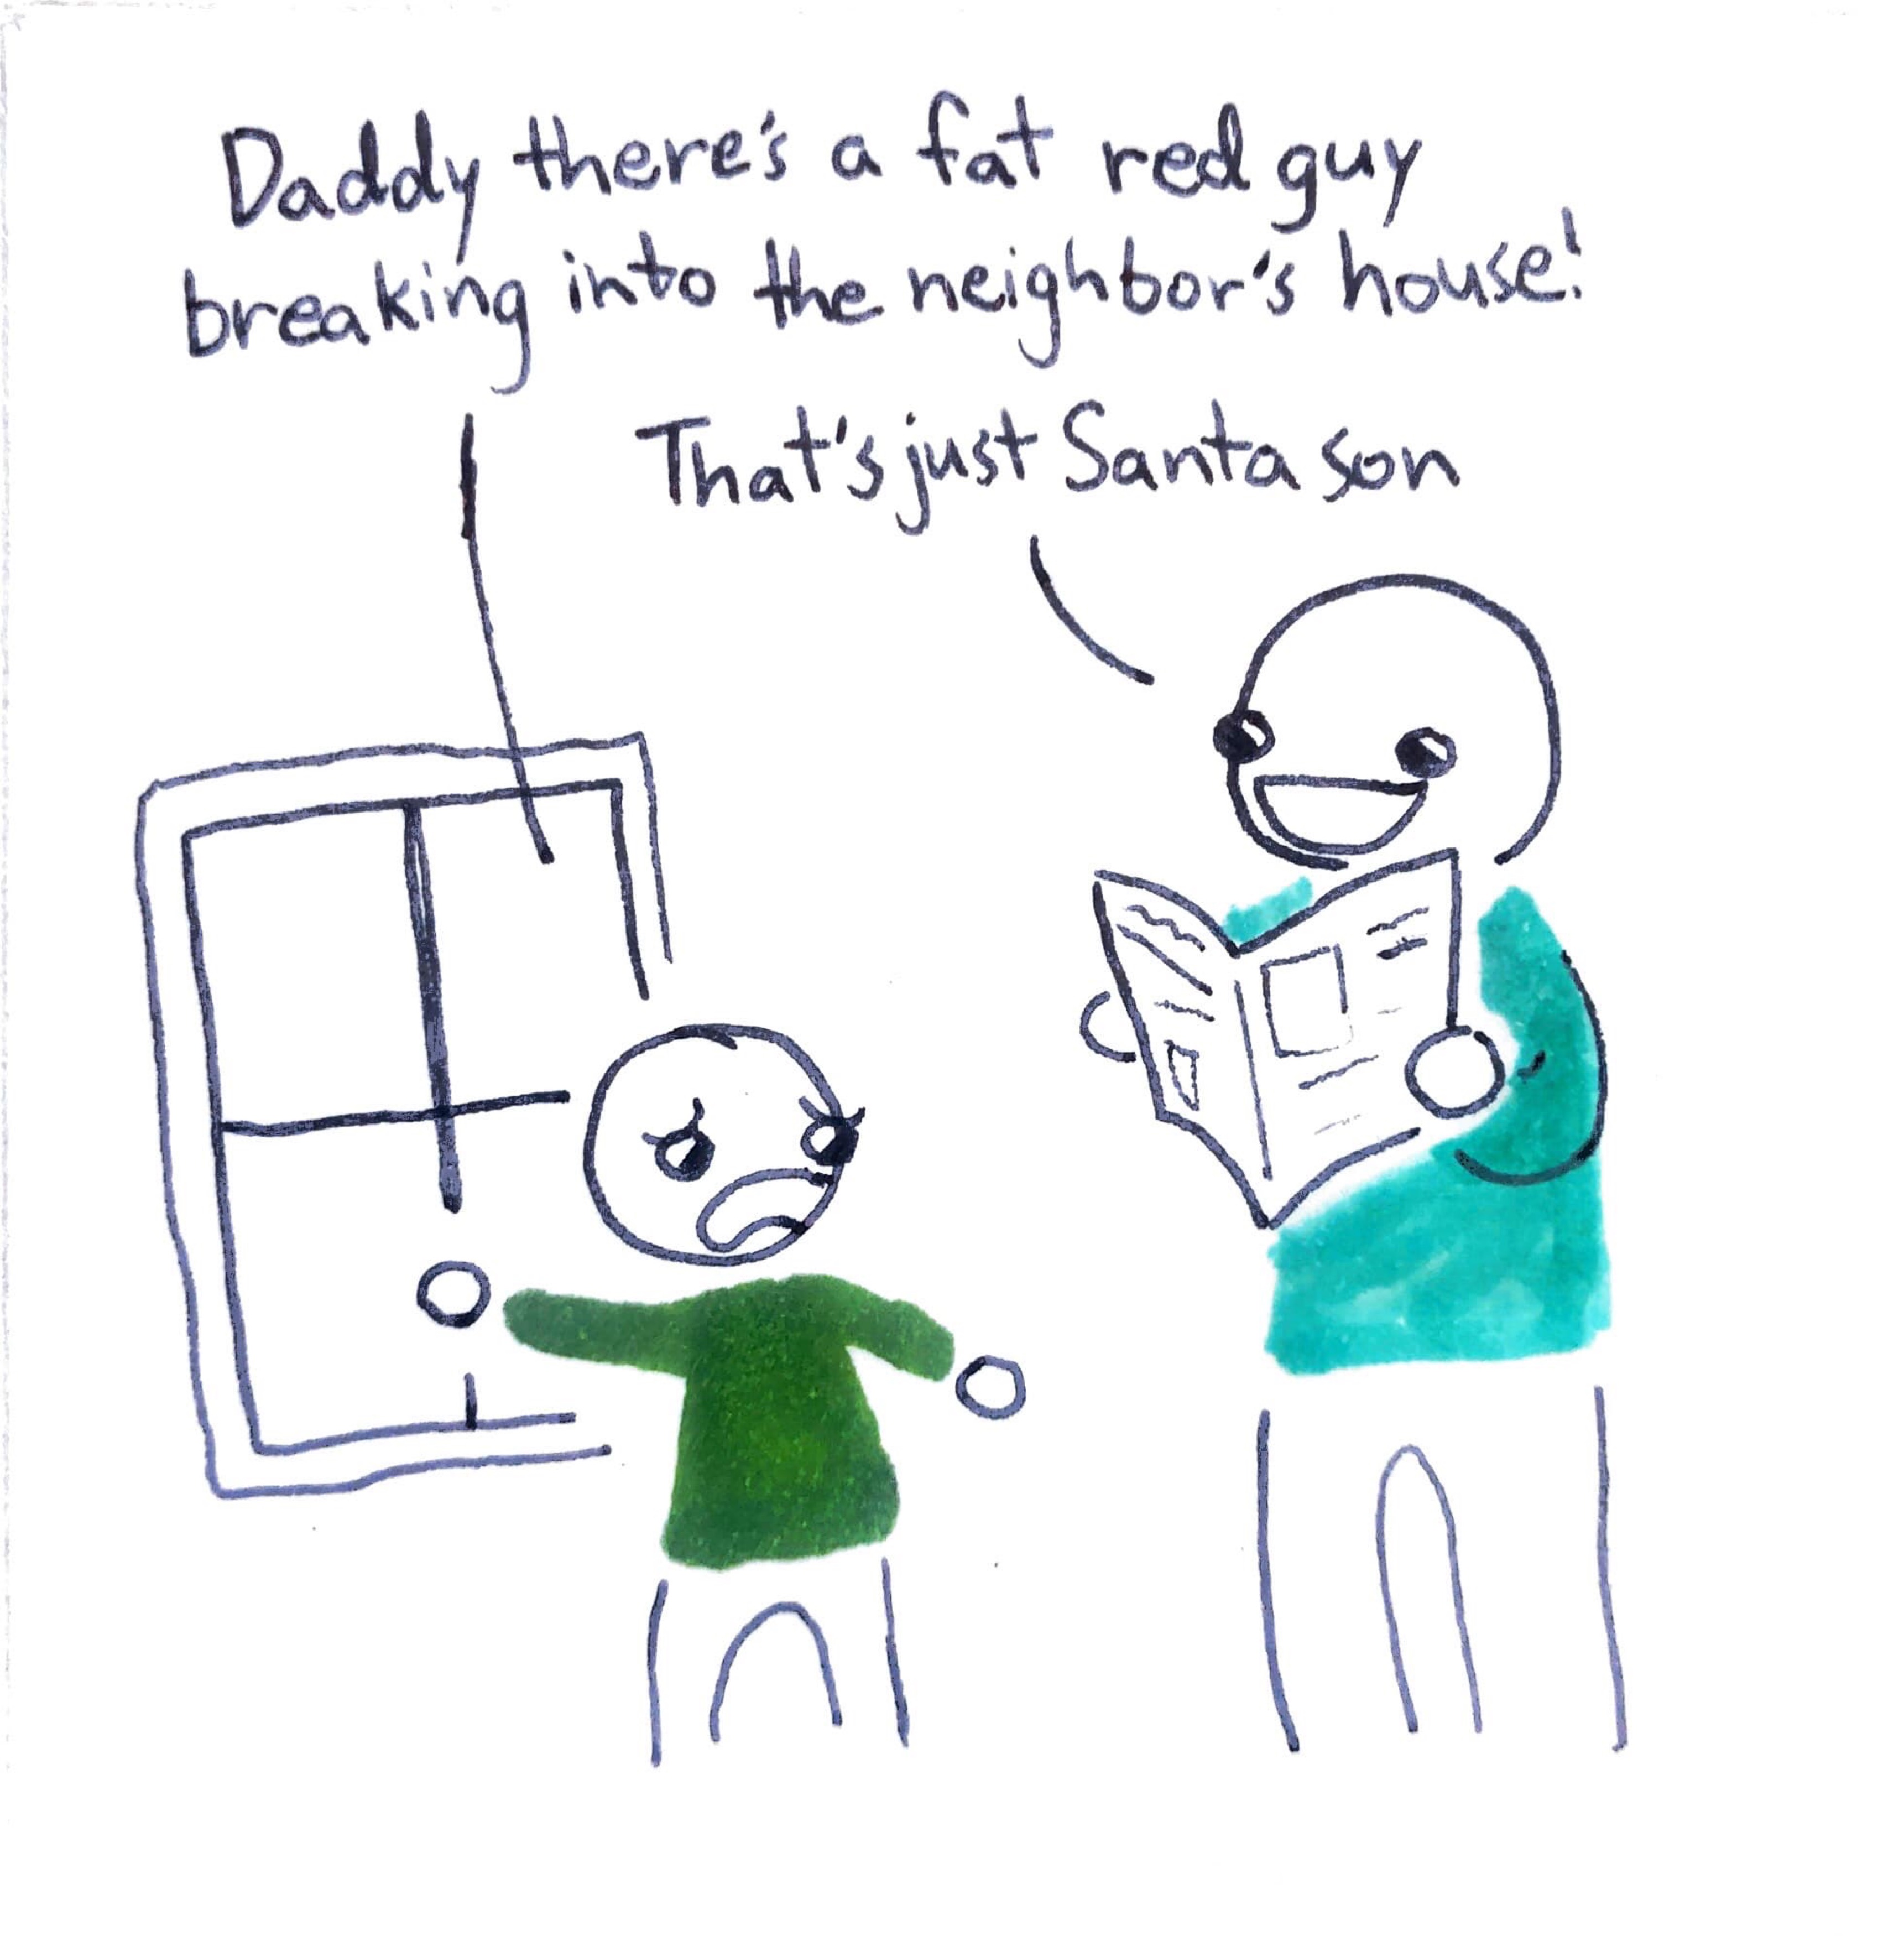 Daddy there's a fat red guy
breaking into the neighbor's house!
That's just Santa son